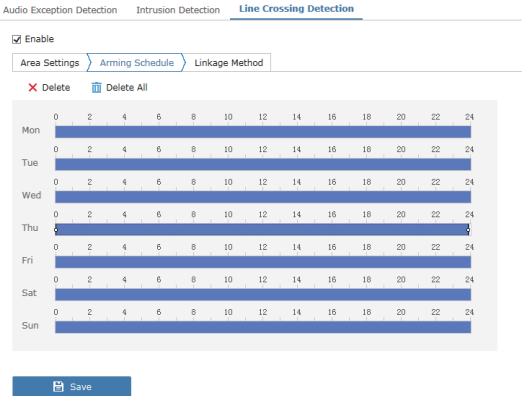 Audio Exception Detection Intrusion Detection Line Crossing Detection
Enable
Area Settings Arming Schedule Linkage Method
Delete Delete All
0 2 4 6 8 10 12 14 16 18 20 22 24
Mon
0 2 4 6 8 10 12 14 16 18 20 22 24
Tue
0 2 4 6 8 10 12 14 16 18 20 22 24
Wed
0 2 4 6 8 10 12 14 16 18 20 22 24
Thu
0 2 4 6 8 10 12 14 16 18 20 22 24
Fri
0 2 4 6 8 10 12 14 16 18 20 22 24
Sat
0 2 4 6 8 10 12 14 16 18 20 22 24
Sun
Save